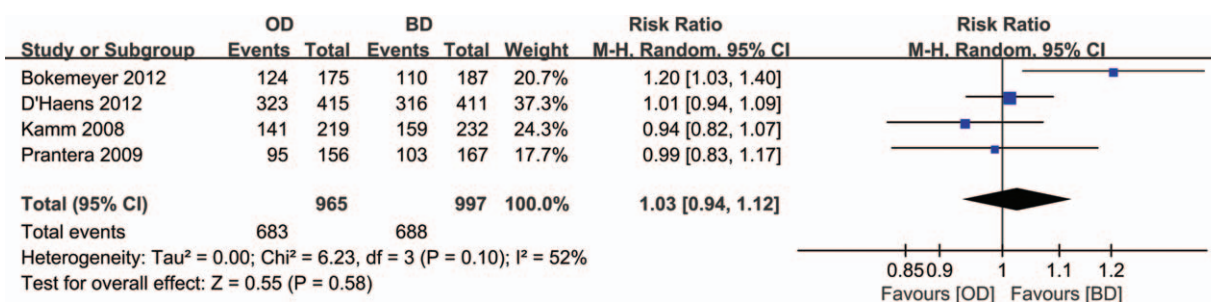 OD BD Risk Ratio Risk Ratio
Study or Subgroup Events Total Events Total Weight M-H, Random, 95% CI M-H, Random, 95% CI
Bokemeyer 2012 124 175 110 187 20.7% 1.20 [1.03, 1.40]
D'Haens 2012 323 415 316 411 37.3% 1.01 [0.94, 1.09]
Kamm 2008 141 219 159 232 24.3% 0.94 [0.82, 1.07]
Prantera 2009 95 156 103 167 17.7% 0.99 [0.83, 1.17]
Total (95% CI) 965 997 100.0% 1.03 [0.94, 1.12]
Total events 683 688
Heterogeneity: Tau² = 0.00; Chi² = 6.23, df = 3 (P = 0.10); I² = 52%
Test for overall effect: Z = 0.55 (P = 0.58)
0.85 0.9 1 1.1 1.2
Favours [OD] Favours [BD]